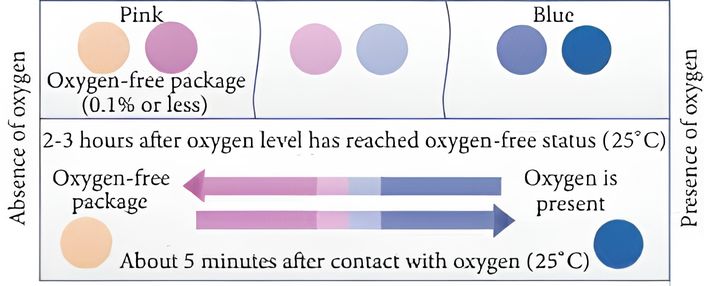 Pink
Blue
Oxygen-free package
(0.1% or less)
Absence of oxygen
Presence of oxygen
2-3 hours after oxygen level has reached oxygen-free status (25°C)
Oxygen-free
package
Oxygen is
present
About 5 minutes after contact with oxygen (25°C)